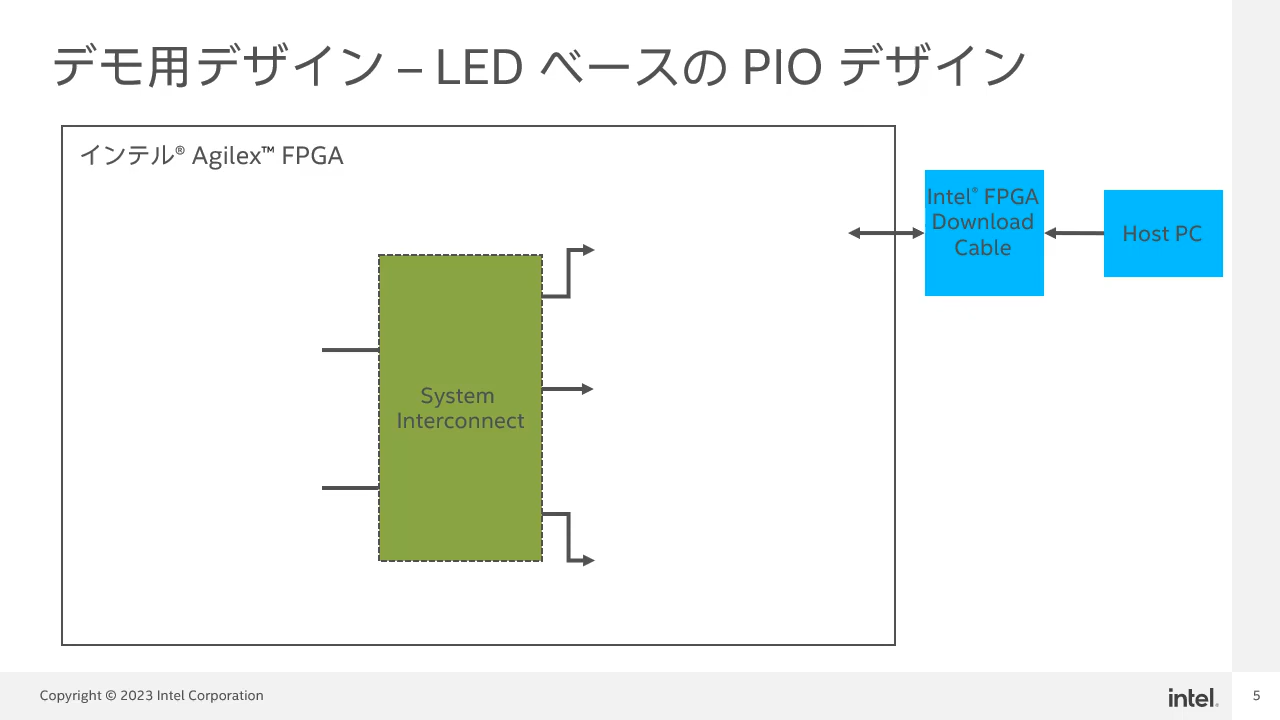 デモ用デザイン – LED ベースの PIO デザイン
インテル® Agilex™ FPGA
Intel® FPGA
Download
Cable
Host PC
System
Interconnect
Copyright © 2023 Intel Corporation
intel.
5